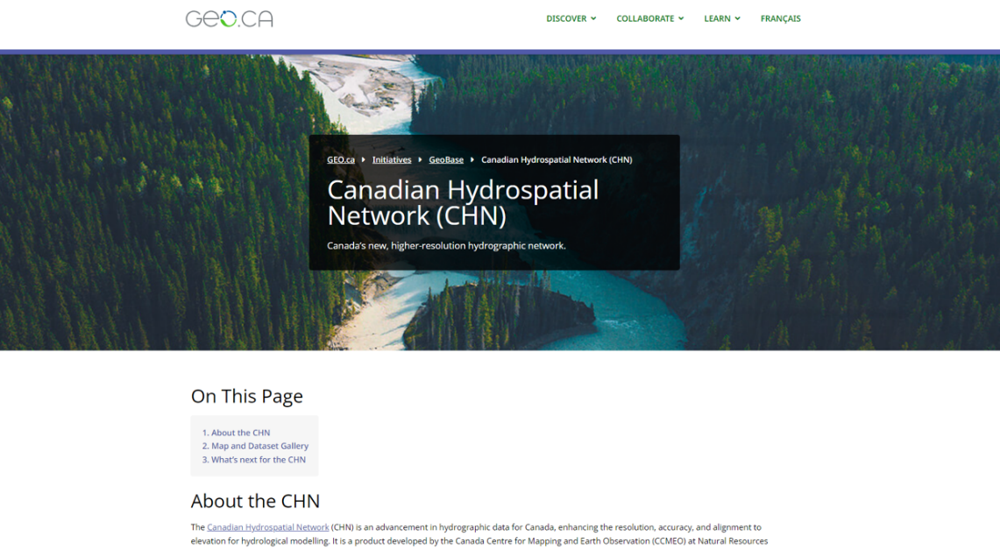 GEO.CA
DISCOVER
COLLABORATE
LEARN
FRANÇAIS
GEO.ca
Initiatives
GeoBase
Canadian Hydrospatial Network (CHN)
Canadian Hydrospatial
Network (CHN)
Canada's new, higher-resolution hydrographic network.
On This Page
1. About the CHN
2. Map and Dataset Gallery
3. What's next for the CHN
About the CHN
The Canadian Hydrospatial Network (CHN) is an advancement in hydrographic data for Canada, enhancing the resolution, accuracy, and alignment to
elevation for hydrological modelling. It is a product developed by the Canada Centre for Mapping and Earth Observation (CCMEO) at Natural Resources